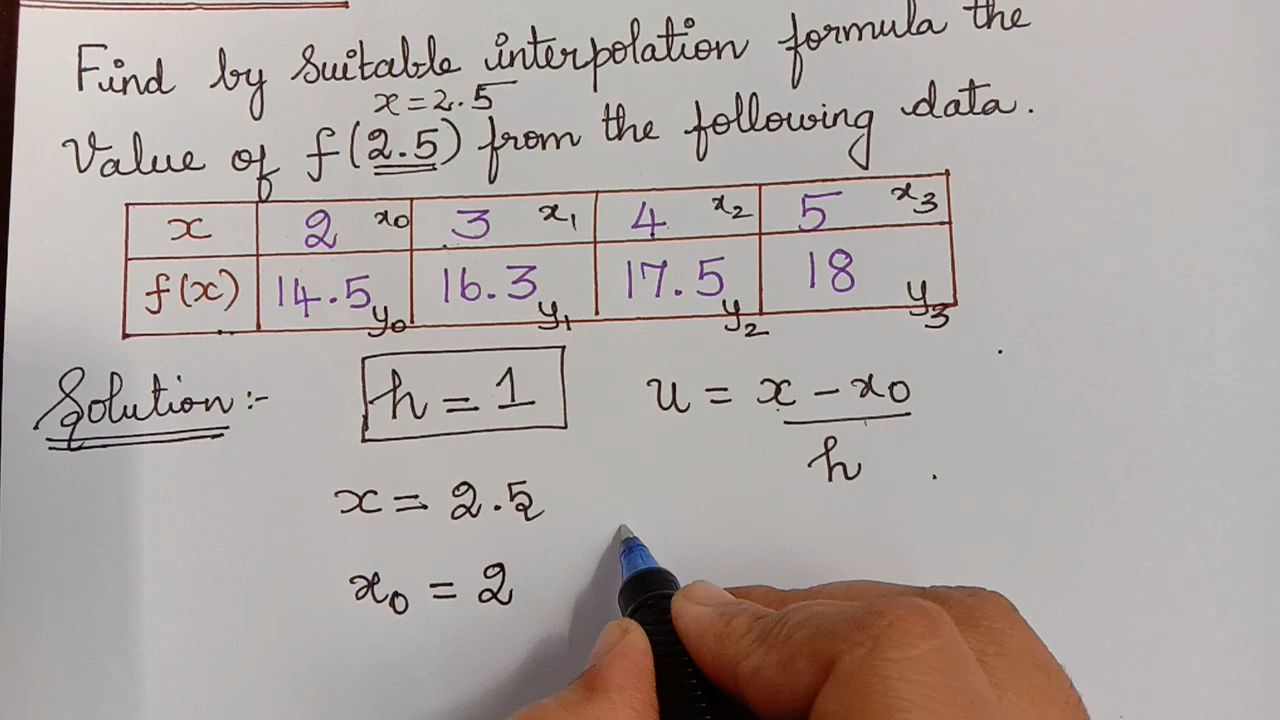 Find by suitable interpolation formula the
x = 2.5
Value of f(2.5) from the following data.
x 2 x0 3 x1 4 x2 5 x3
f(x) 14.5 y0 16.3 y1 17.5 y2 18 y3
Solution :- h = 1 u = x - x0 / h
x = 2.5
x0 = 2